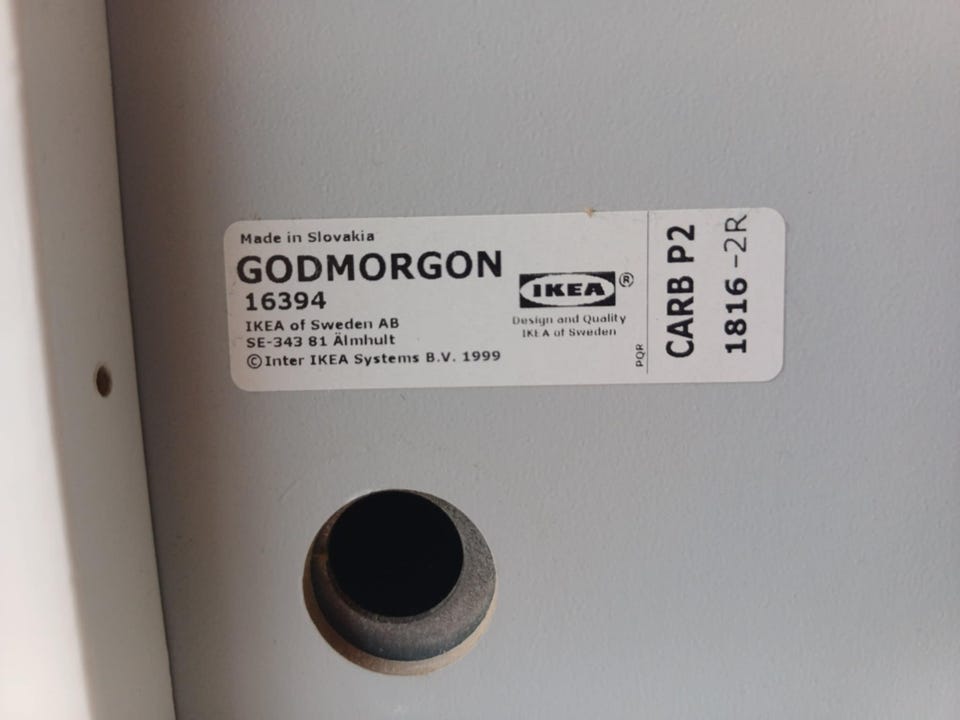 Made in Slovakia
GODMORGON
16394
IKEA of Sweden AB
SE-343 81 Älmhult
©Inter IKEA Systems B.V. 1999
IKEA®
Design and Quality
IKEA of Sweden
PQR
CARB P2
1816 -2R